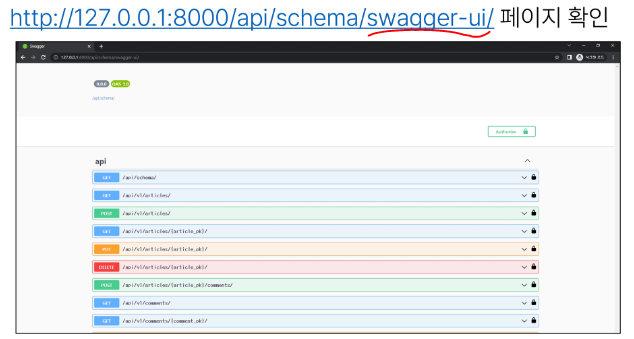 http://127.0.0.1:8000/api/schema/swagger-ui/ 페이지 확인
Swagger
127.0.0.1:8000/api/schema/swagger-ui/
0.0.0 OAS 3.0
/api/schema/
Authorize
api
GET /api/schema/
GET /api/v1/articles/
POST /api/v1/articles/
GET /api/v1/articles/{article_pk}/
PUT /api/v1/articles/{article_pk}/
DELETE /api/v1/articles/{article_pk}/
POST /api/v1/articles/{article_pk}/comments/
GET /api/v1/comments/
GET /api/v1/comments/{comment_pk}/